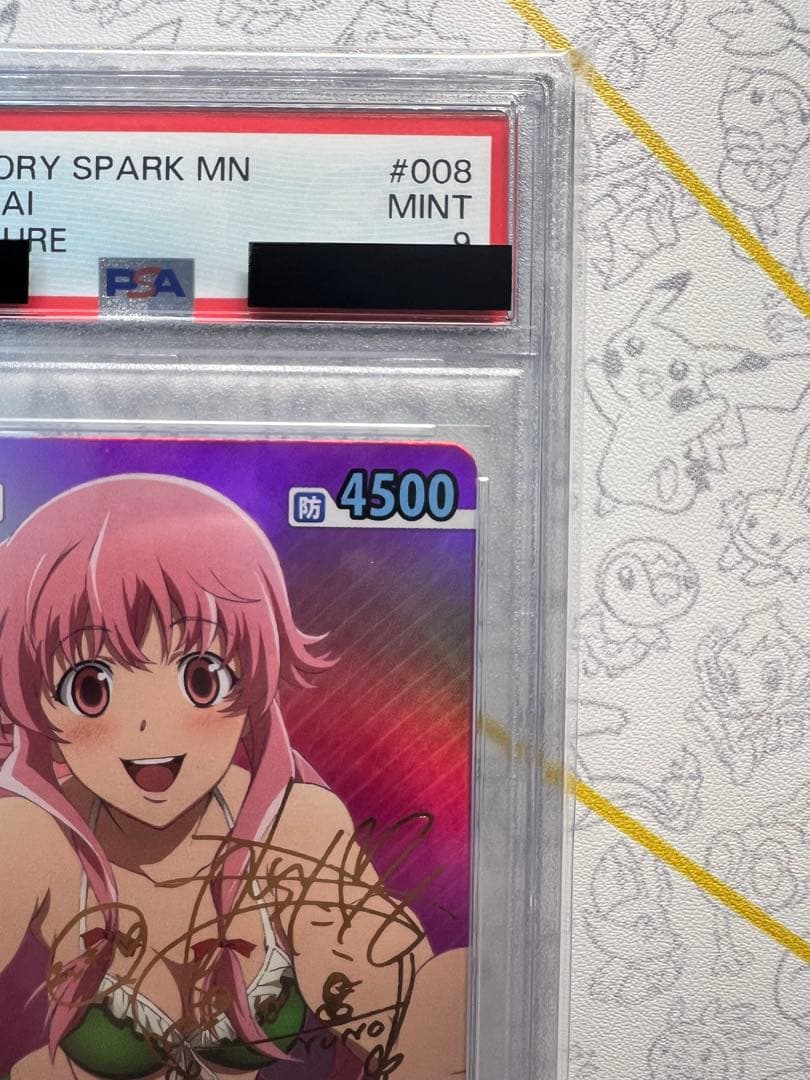 ORY SPARK MN
#008
AI
MINT
URE
9
PSA
防 4500
YUNO